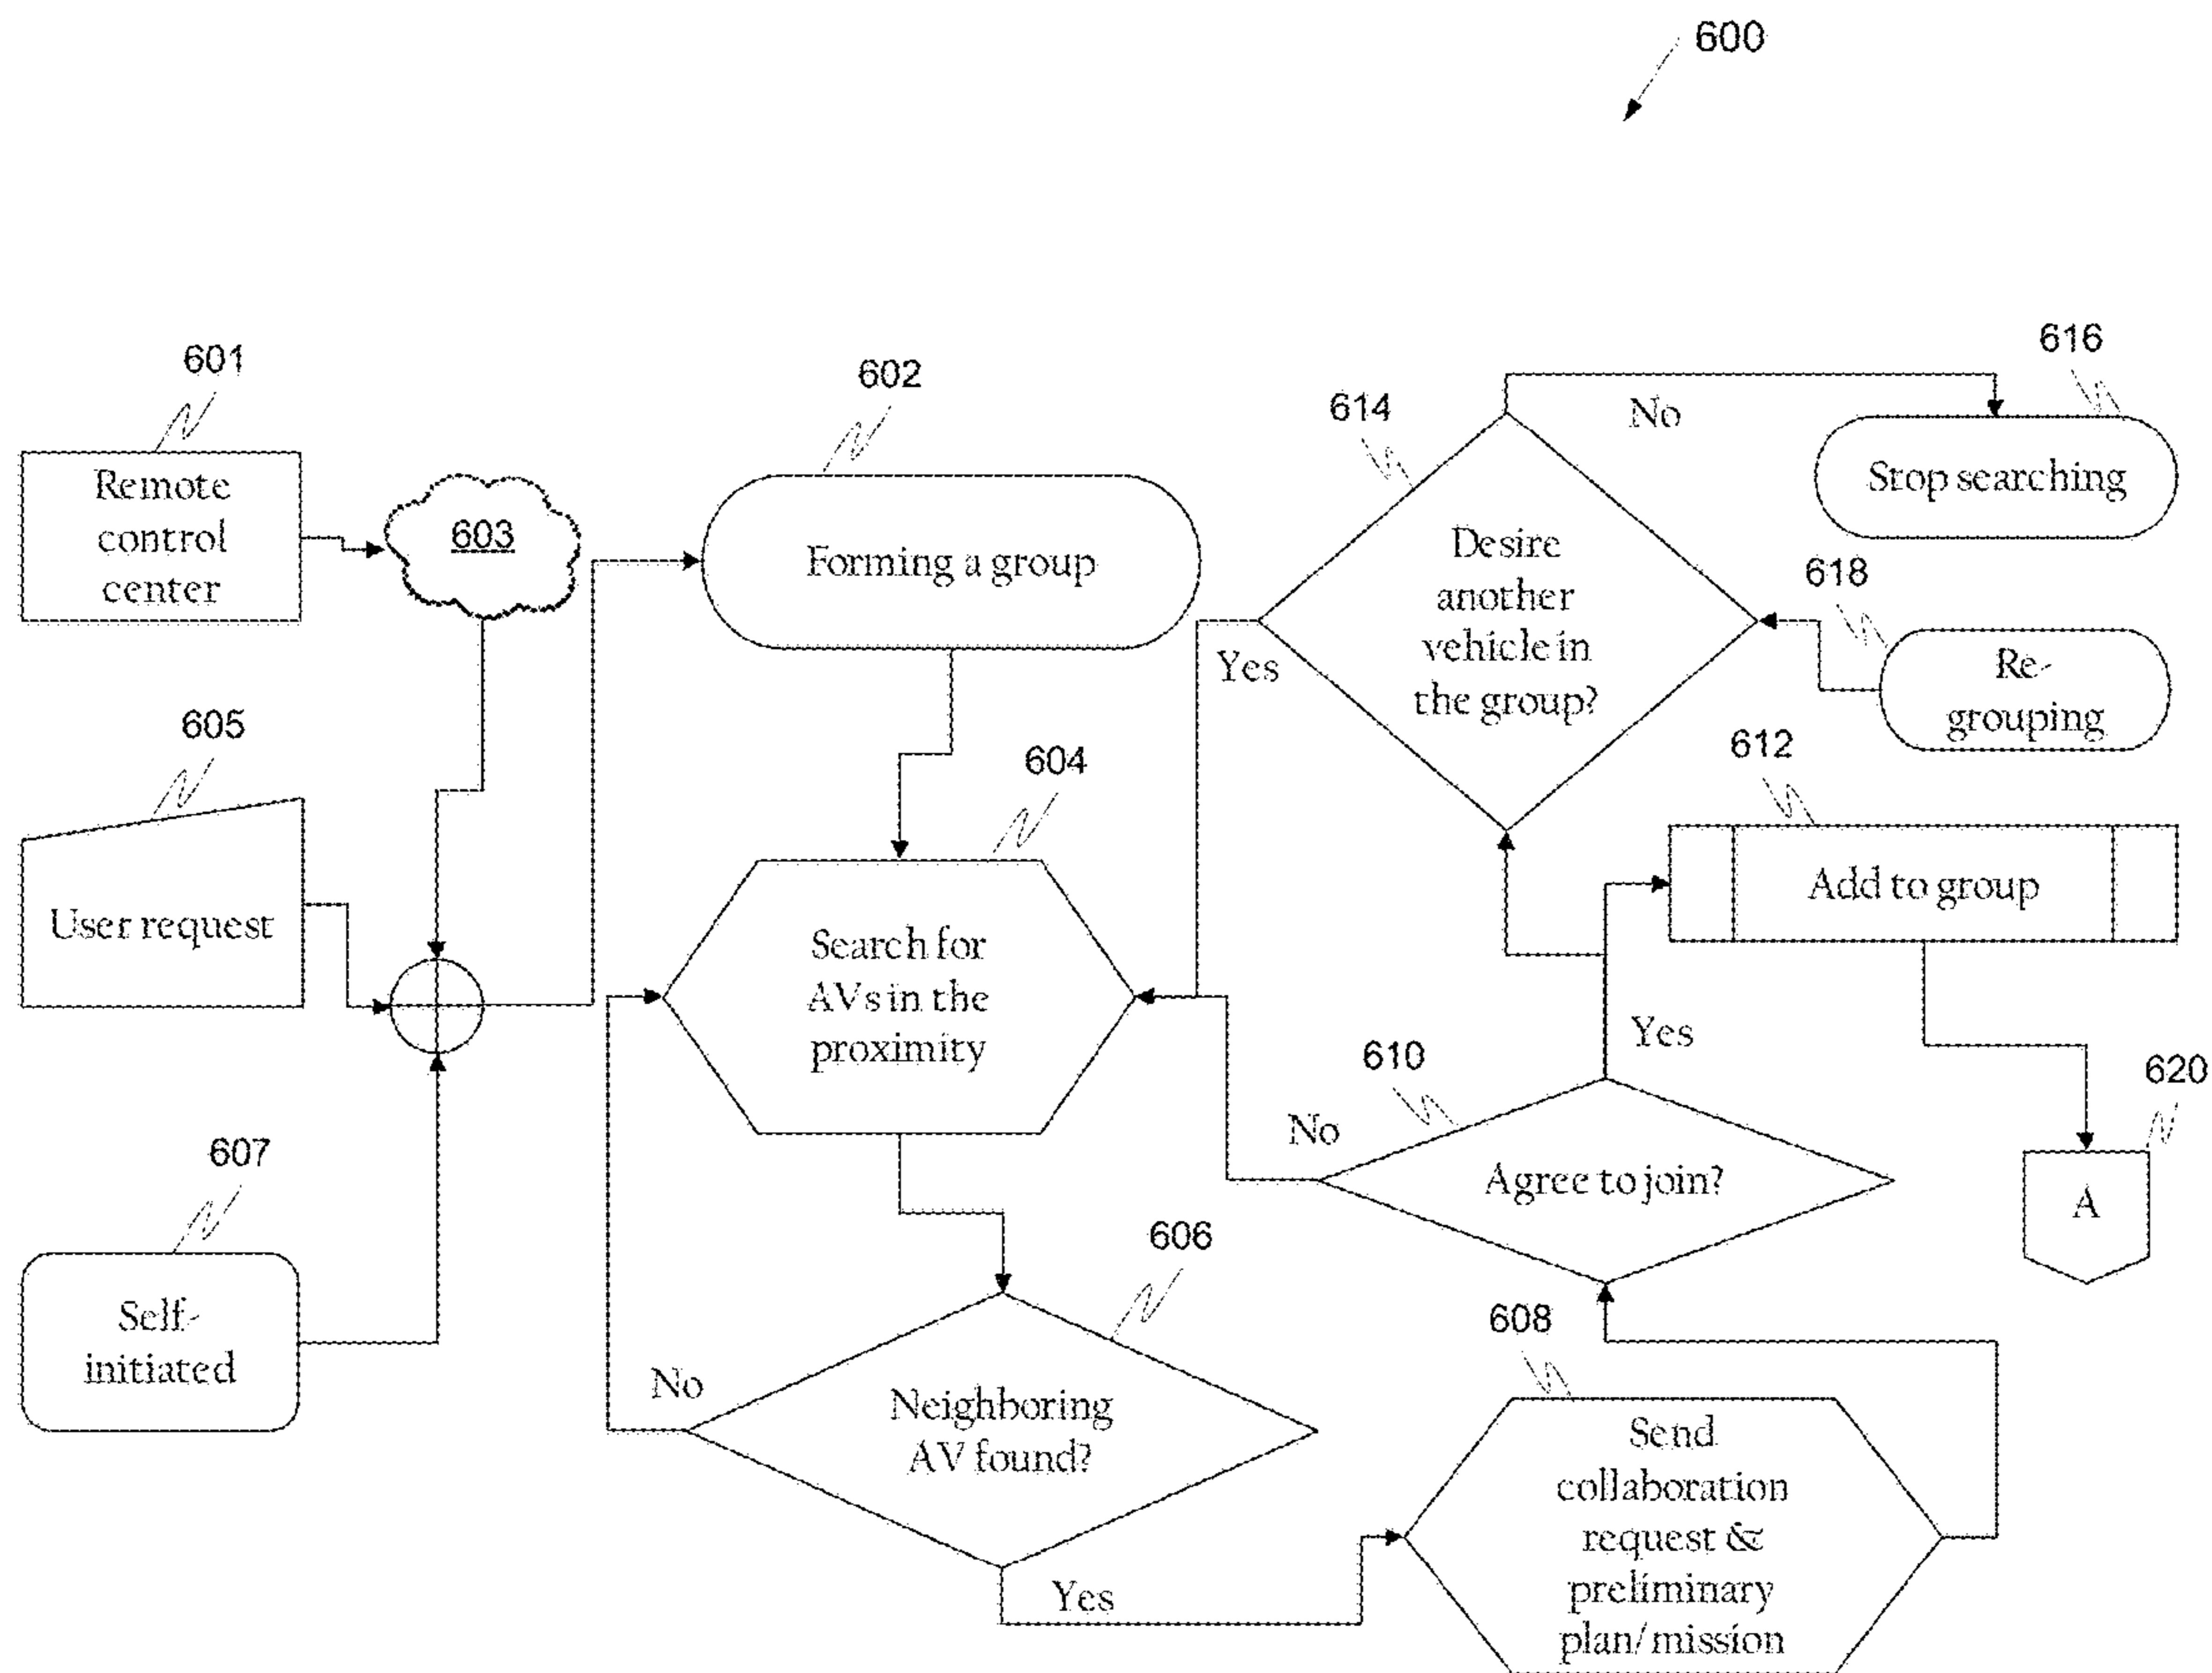 600
601
Remote
control
center
603
602
Forming a group
614
No
616
Stop searching
Desire
another
vehicle in
the group?
Yes
618
Re-
grouping
605
User request
604
Search for
AVs in the
proximity
612
Add to group
Yes
610
No
Agree to join?
620
A
607
Self-
initiated
606
No
Neighboring
AV found?
Yes
608
Send
collaboration
request &
preliminary
plan/mission